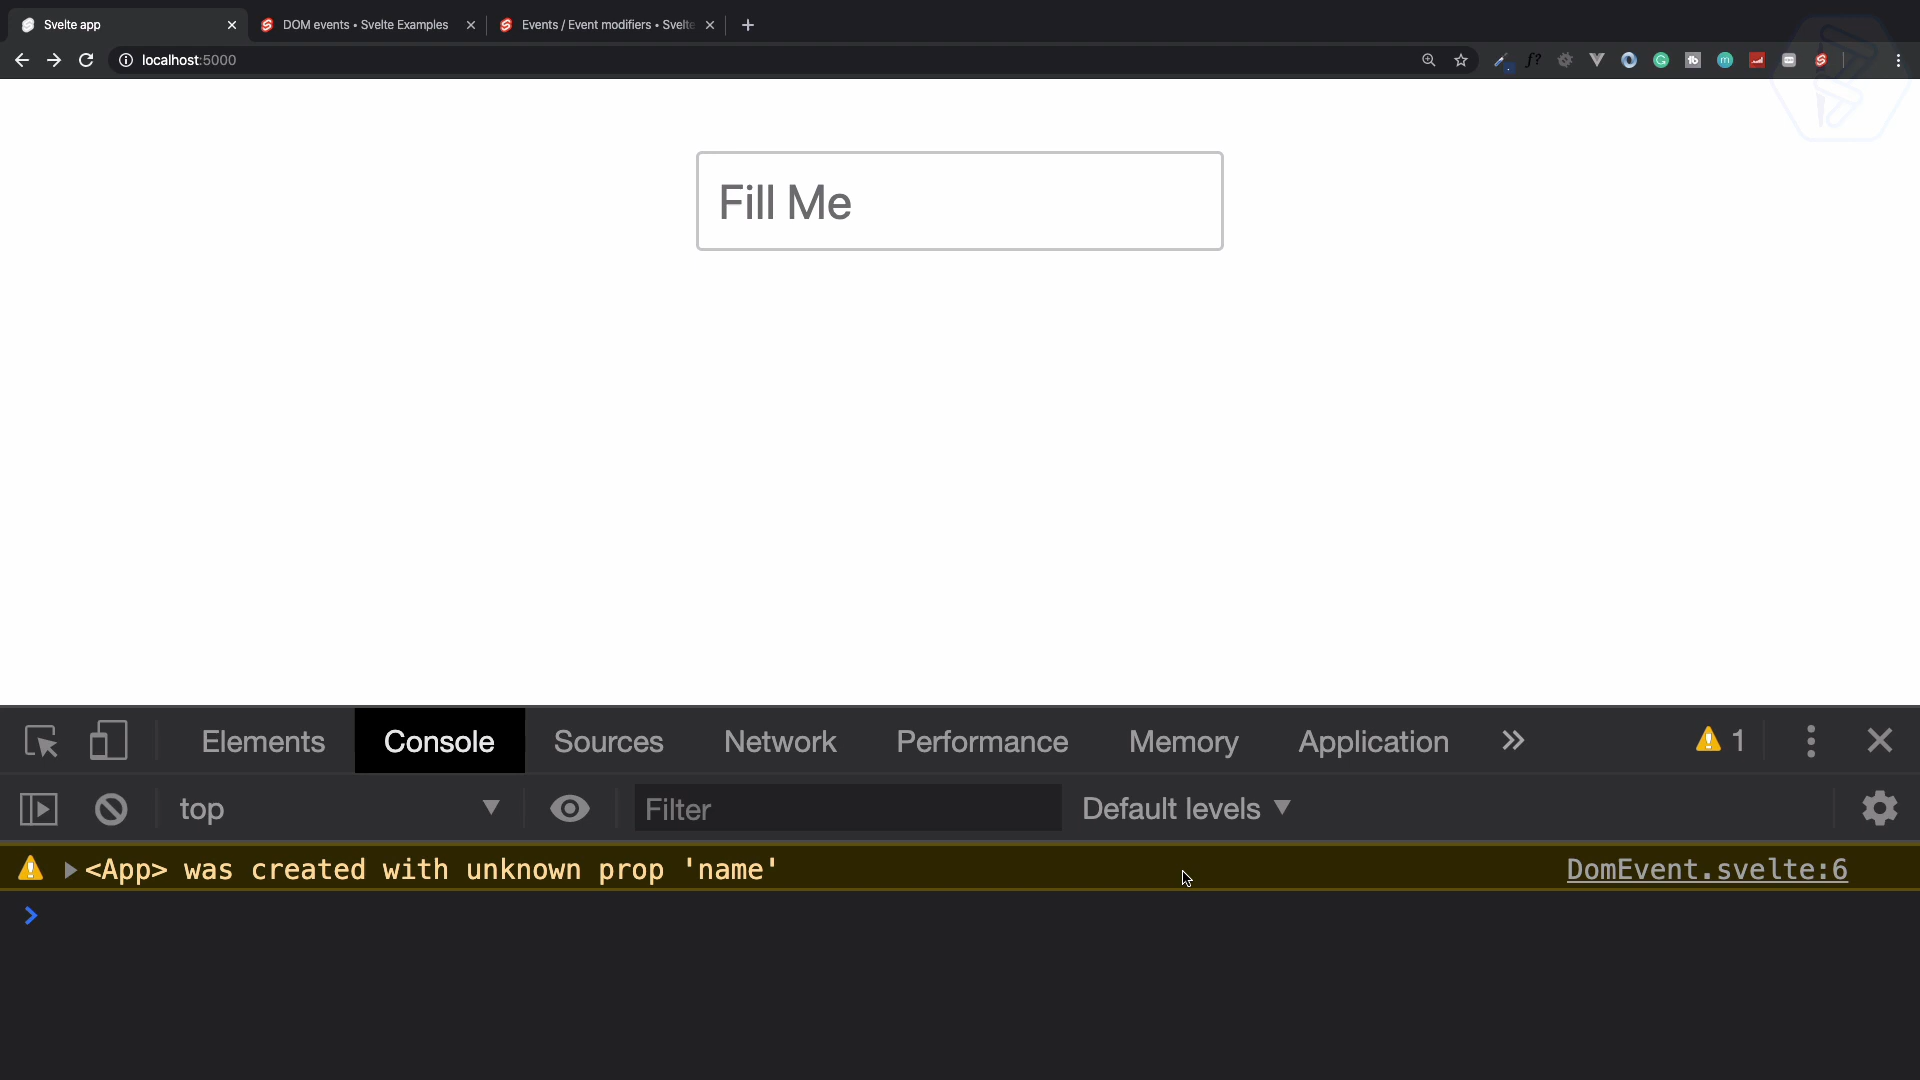 Svelte app
DOM events • Svelte Examples
Events / Event modifiers • Svelte
localhost:5000
Fill Me
Elements Console Sources Network Performance Memory Application » 1
top Filter Default levels
<App> was created with unknown prop 'name' DomEvent.svelte:6